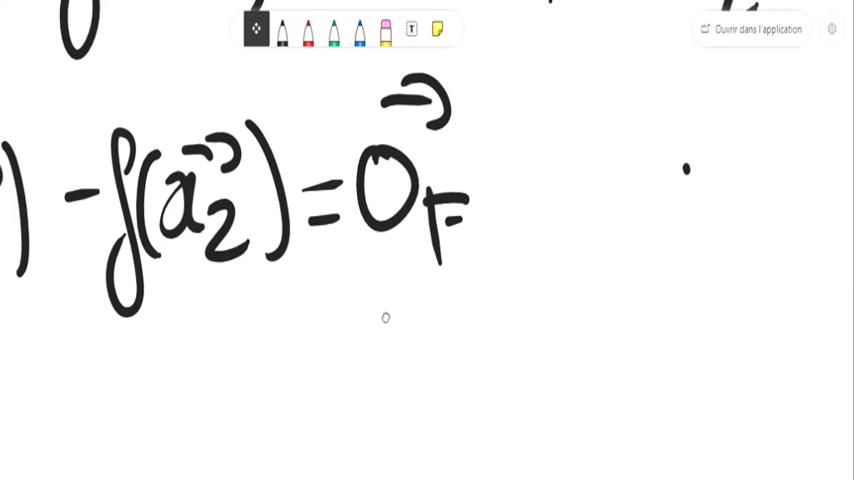 Ouvrir dans l'application
) - f(x⃗₂) = 0⃗_F